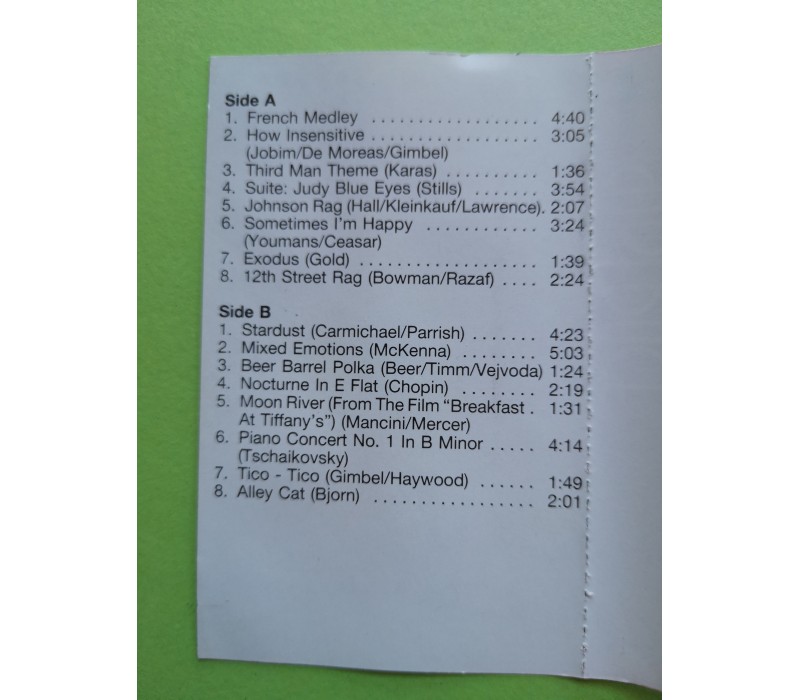 Side A
1. French Medley .................. 4:40
2. How Insensitive .................. 3:05
(Jobim/De Moreas/Gimbel)
3. Third Man Theme (Karas) .......... 1:36
4. Suite: Judy Blue Eyes (Stills) ....... 3:54
5. Johnson Rag (Hall/Kleinkauf/Lawrence). 2:07
6. Sometimes I'm Happy ............ 3:24
(Youmans/Ceasar)
7. Exodus (Gold) ................... 1:39
8. 12th Street Rag (Bowman/Razaf) .... 2:24
Side B
1. Stardust (Carmichael/Parrish) ....... 4:23
2. Mixed Emotions (McKenna) ........ 5:03
3. Beer Barrel Polka (Beer/Timm/Vejvoda) 1:24
4. Nocturne In E Flat (Chopin) ........ 2:19
5. Moon River (From The Film "Breakfast . 1:31
At Tiffany's") (Mancini/Mercer)
6. Piano Concert No. 1 In B Minor ..... 4:14
(Tschaikovsky)
7. Tico - Tico (Gimbel/Haywood) ...... 1:49
8. Alley Cat (Bjorn) ................. 2:01